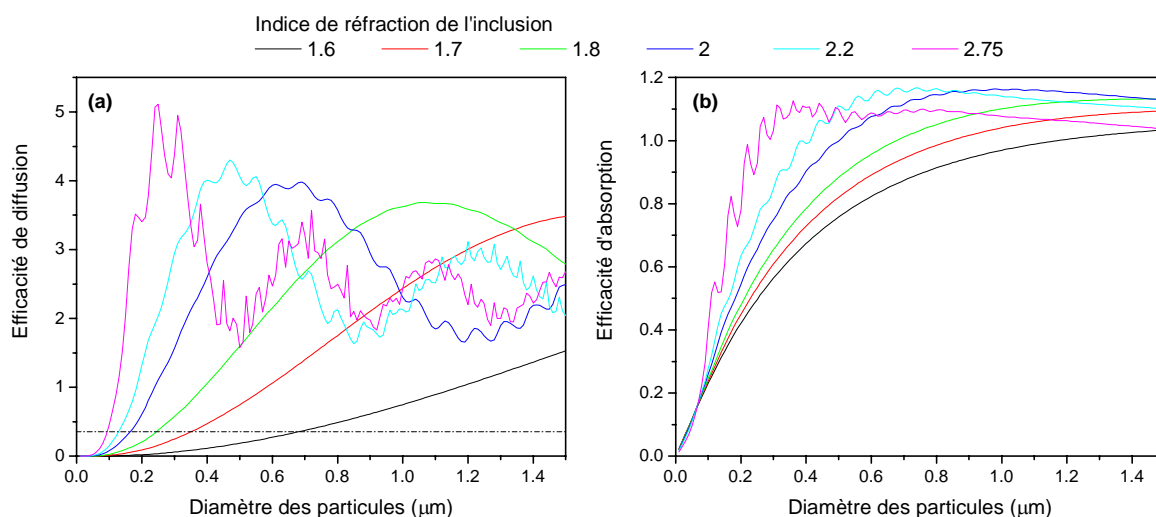 Indice de réfraction de l'inclusion
1.6 1.7 1.8 2 2.2 2.75
(a)
Efficacité de diffusion
5
4
3
2
1
0
0.0 0.2 0.4 0.6 0.8 1.0 1.2 1.4
Diamètre des particules (μm)
(b)
Efficacité d'absorption
1.2
1.0
0.8
0.6
0.4
0.2
0.0
0.0 0.2 0.4 0.6 0.8 1.0 1.2 1.4
Diamètre des particules (μm)